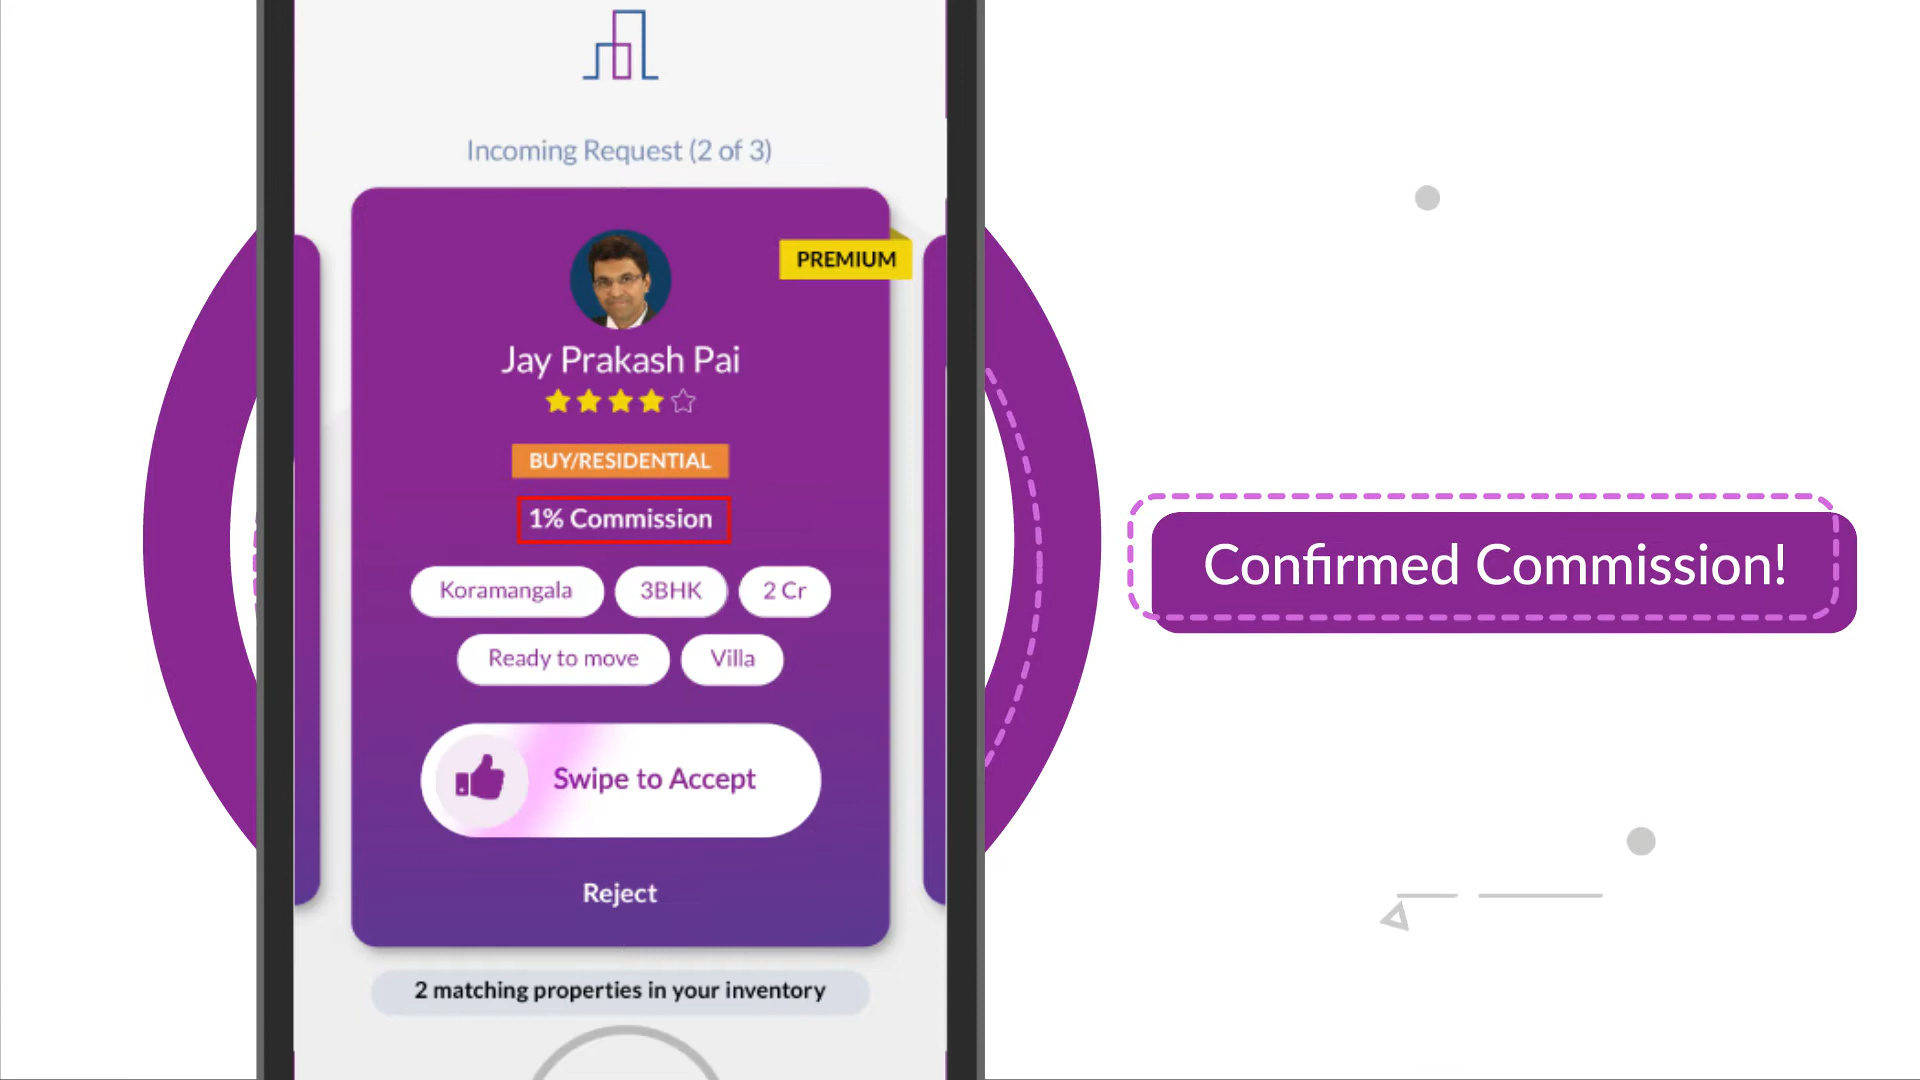 Incoming Request (2 of 3)
PREMIUM
Jay Prakash Pai
BUY/RESIDENTIAL
1% Commission
Koramangala 3BHK 2 Cr
Ready to move Villa
Swipe to Accept
Reject
2 matching properties in your inventory
Confirmed Commission!